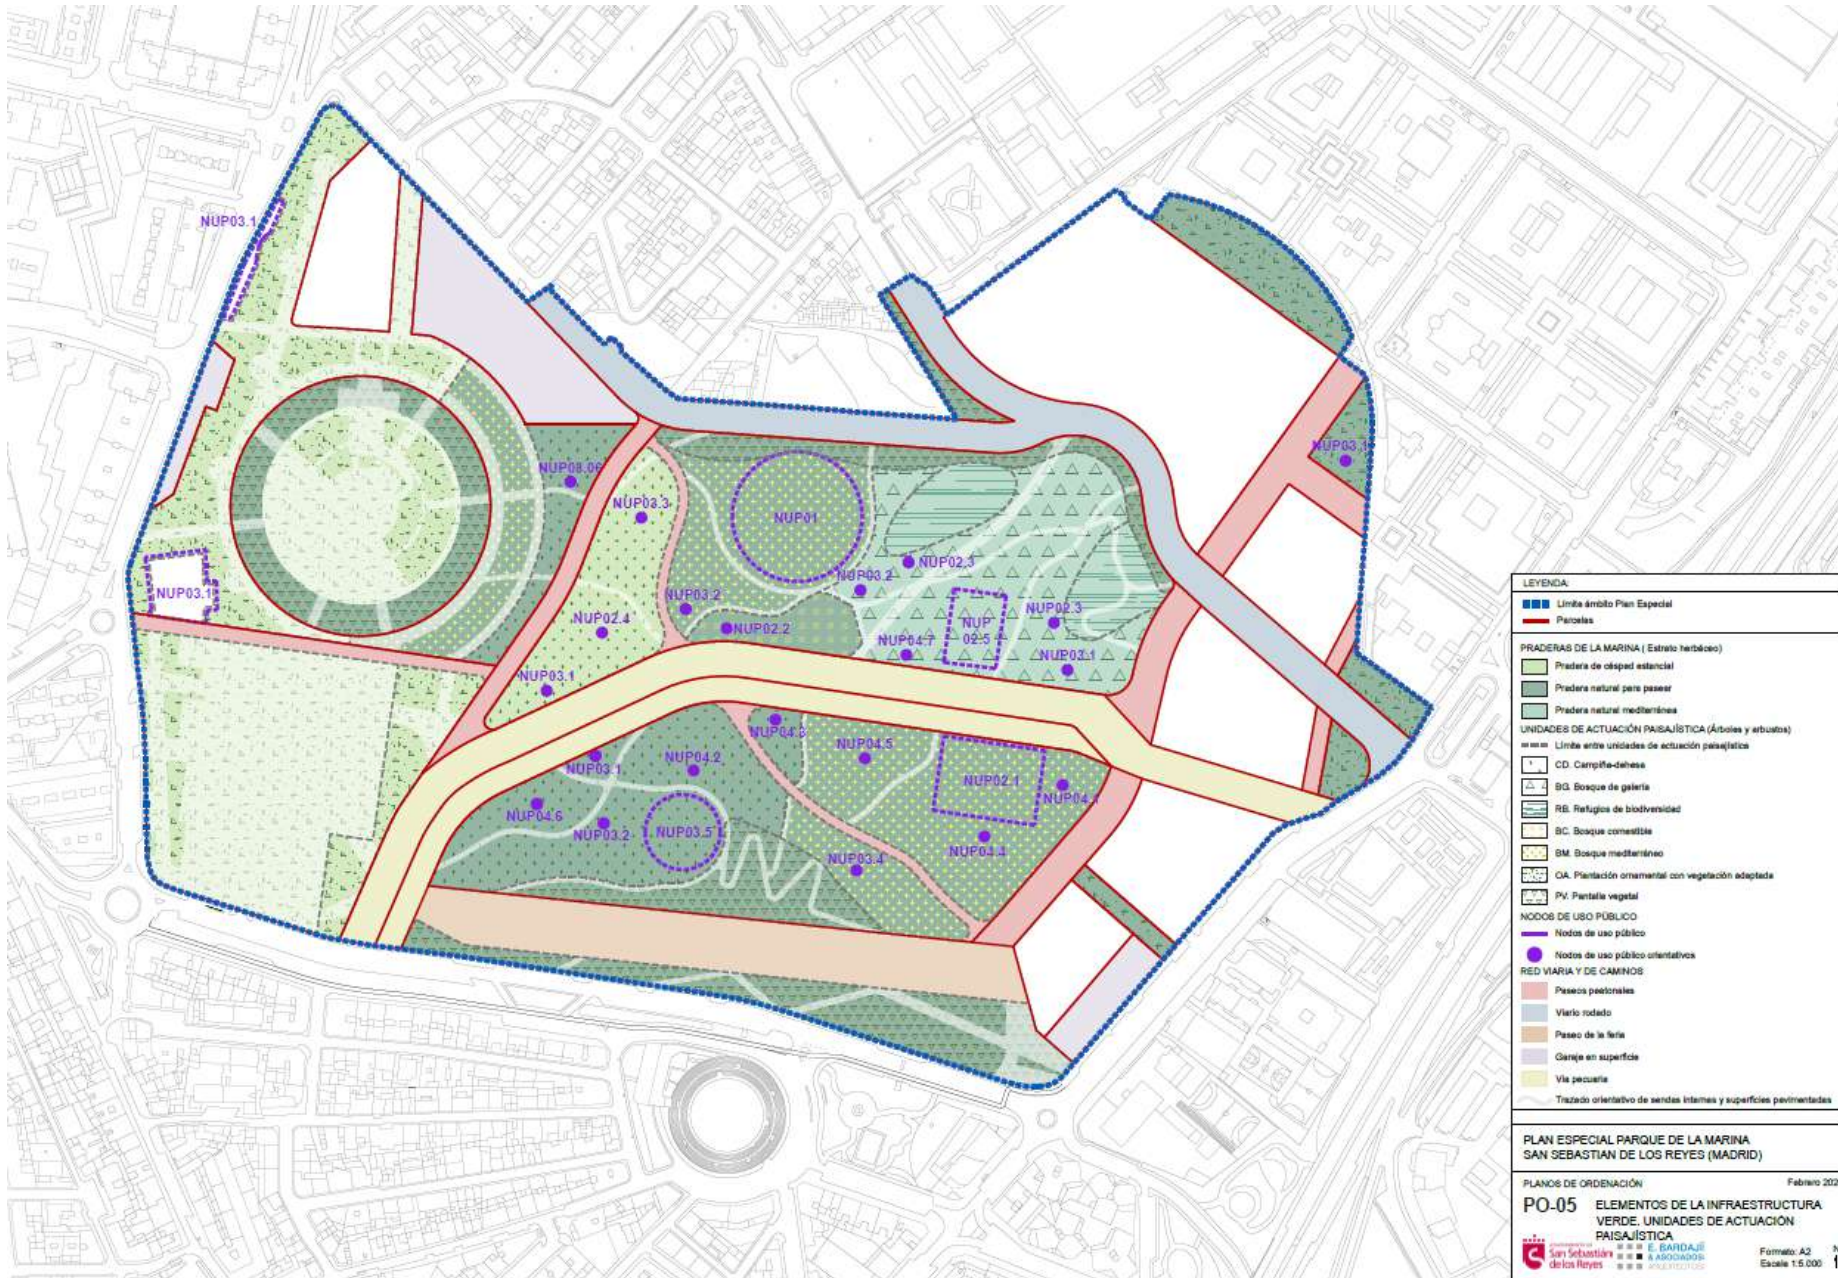 NUP03.1
NUP08.06
NUP03.3
NUP01
NUP03.1
NUP02.3
NUP03.2
NUP03.1
NUP03.2
NUP02.3
NUP02.4
NUP02.2
NUP
02.5
NUP04.7
NUP03.1
NUP03.1
NUP04.3
NUP04.5
NUP03.1
NUP04.2
NUP02.1
NUP04.6
NUP03.2
NUP03.5
NUP03.4
NUP04.4
LEYENDA:
Límite ámbito Plan Especial
Parcelas
PRADERAS DE LA MARINA ( Estrato herbáceo)
Pradera de césped estancial
Pradera natural para pasear
Pradera natural mediterránea
UNIDADES DE ACTUACIÓN PAISAJÍSTICA (Árboles y arbustos)
Límite entre unidades de actuación paisajística
CD. Campiña-dehesa
BG. Bosque de galería
RB. Refugios de biodiversidad
BC. Bosque comestible
BM. Bosque mediterráneo
OA. Plantación ornamental con vegetación adaptada
PV. Pantalla vegetal
NODOS DE USO PÚBLICO
Nodos de uso público
Nodos de uso público orientativos
RED VIARIA Y DE CAMINOS
Paseos peatonales
Viario rodado
Paseo de la feria
Garaje en superficie
Vía pecuaria
Trazado orientativo de sendas internas y superficies pavimentadas
PLAN ESPECIAL PARQUE DE LA MARINA
SAN SEBASTIAN DE LOS REYES (MADRID)
PLANOS DE ORDENACIÓN Febrero 202
PO-05 ELEMENTOS DE LA INFRAESTRUCTURA
VERDE. UNIDADES DE ACTUACIÓN
PAISAJÍSTICA
San Sebastián
de los Reyes
E. BARDAJÍ
& ASOCIADOS
Formato: A2
Escala 1:5.000
N